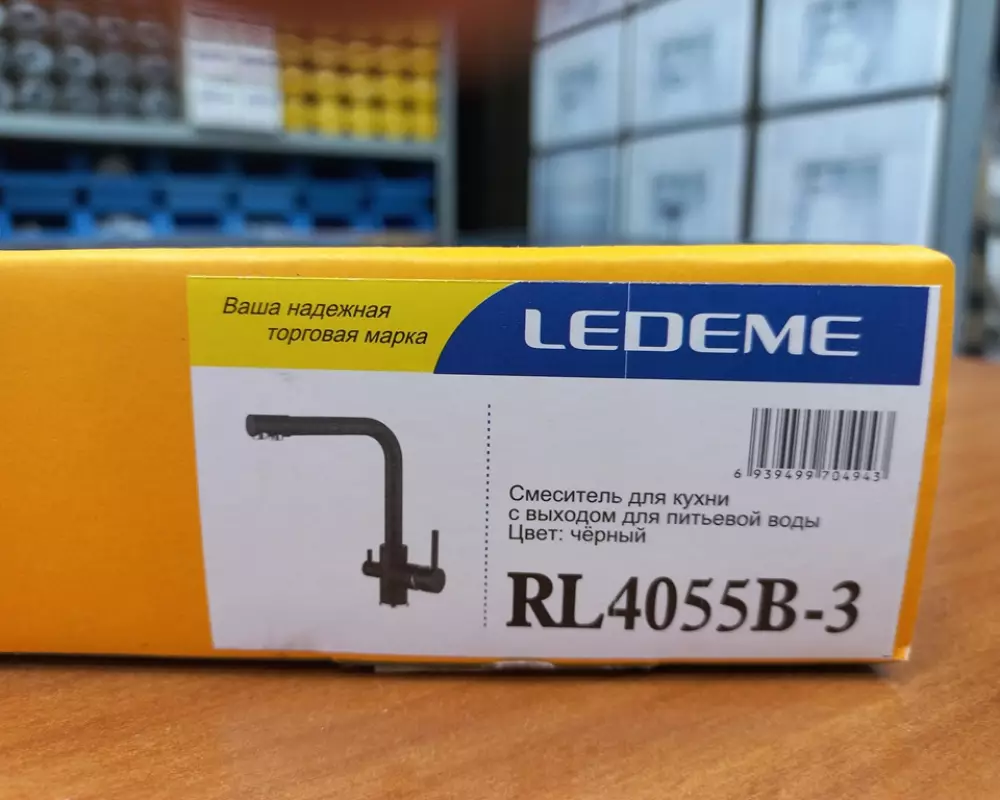 Ваша надежная
торговая марка
LEDEME
6 939499 704943
Смеситель для кухни
с выходом для питьевой воды
Цвет: чёрный
RL4055B-3